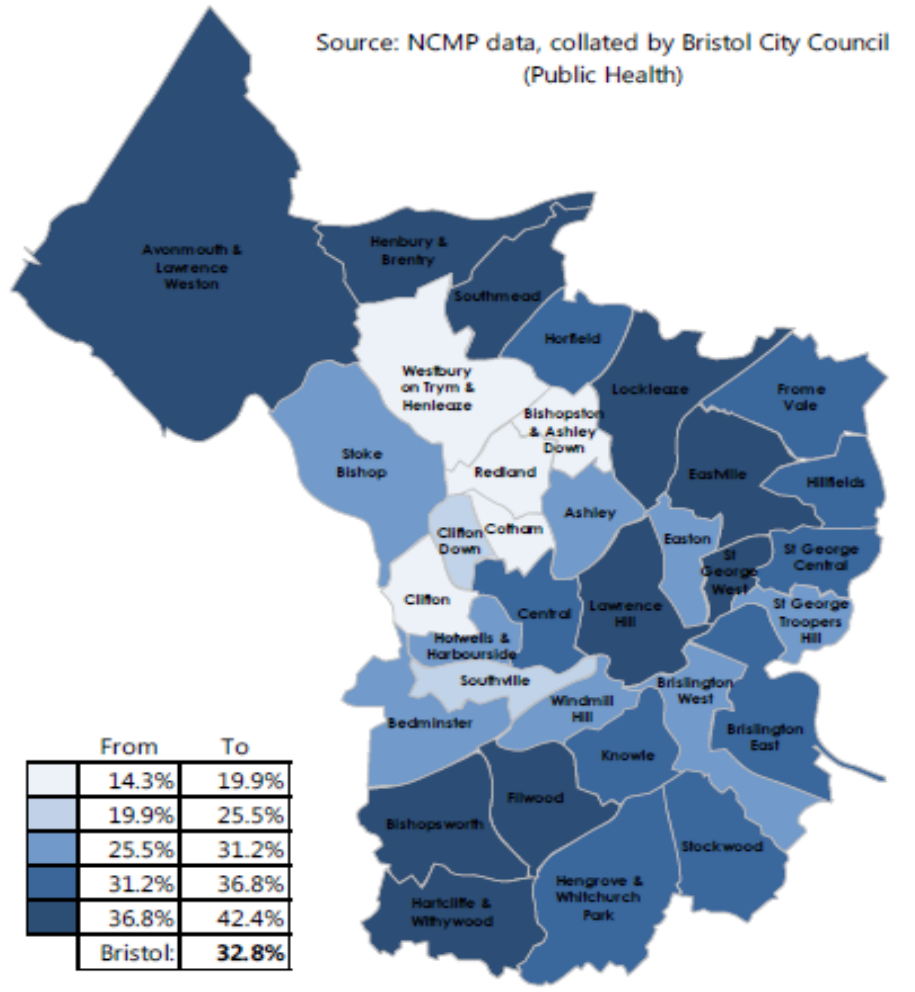 Source: NCMP data, collated by Bristol City Council
(Public Health)
Avonmouth &
Lawrence
Weston
Henbury &
Brentry
Southmead
Horfield
Lockleaze
Frome
Vale
Westbury
on Trym &
Henleaze
Bishopston
& Ashley
Down
Stoke
Bishop
Redland
Eastville
Hillfields
Ashley
Cotham
Clifton
Down
Easton
St
George
West
St George
Central
Clifton
Central
Lawrence
Hill
St George
Troopers
Hill
Hotwells &
Harbourside
Southville
Brislington
West
Windmill
Hill
Bedminster
Brislington
East
Knowle
Filwood
Bishopsworth
Stockwood
Hengrove &
Whitchurch
Park
Hartcliffe &
Withywood
From To
14.3% 19.9%
19.9% 25.5%
25.5% 31.2%
31.2% 36.8%
36.8% 42.4%
Bristol: 32.8%